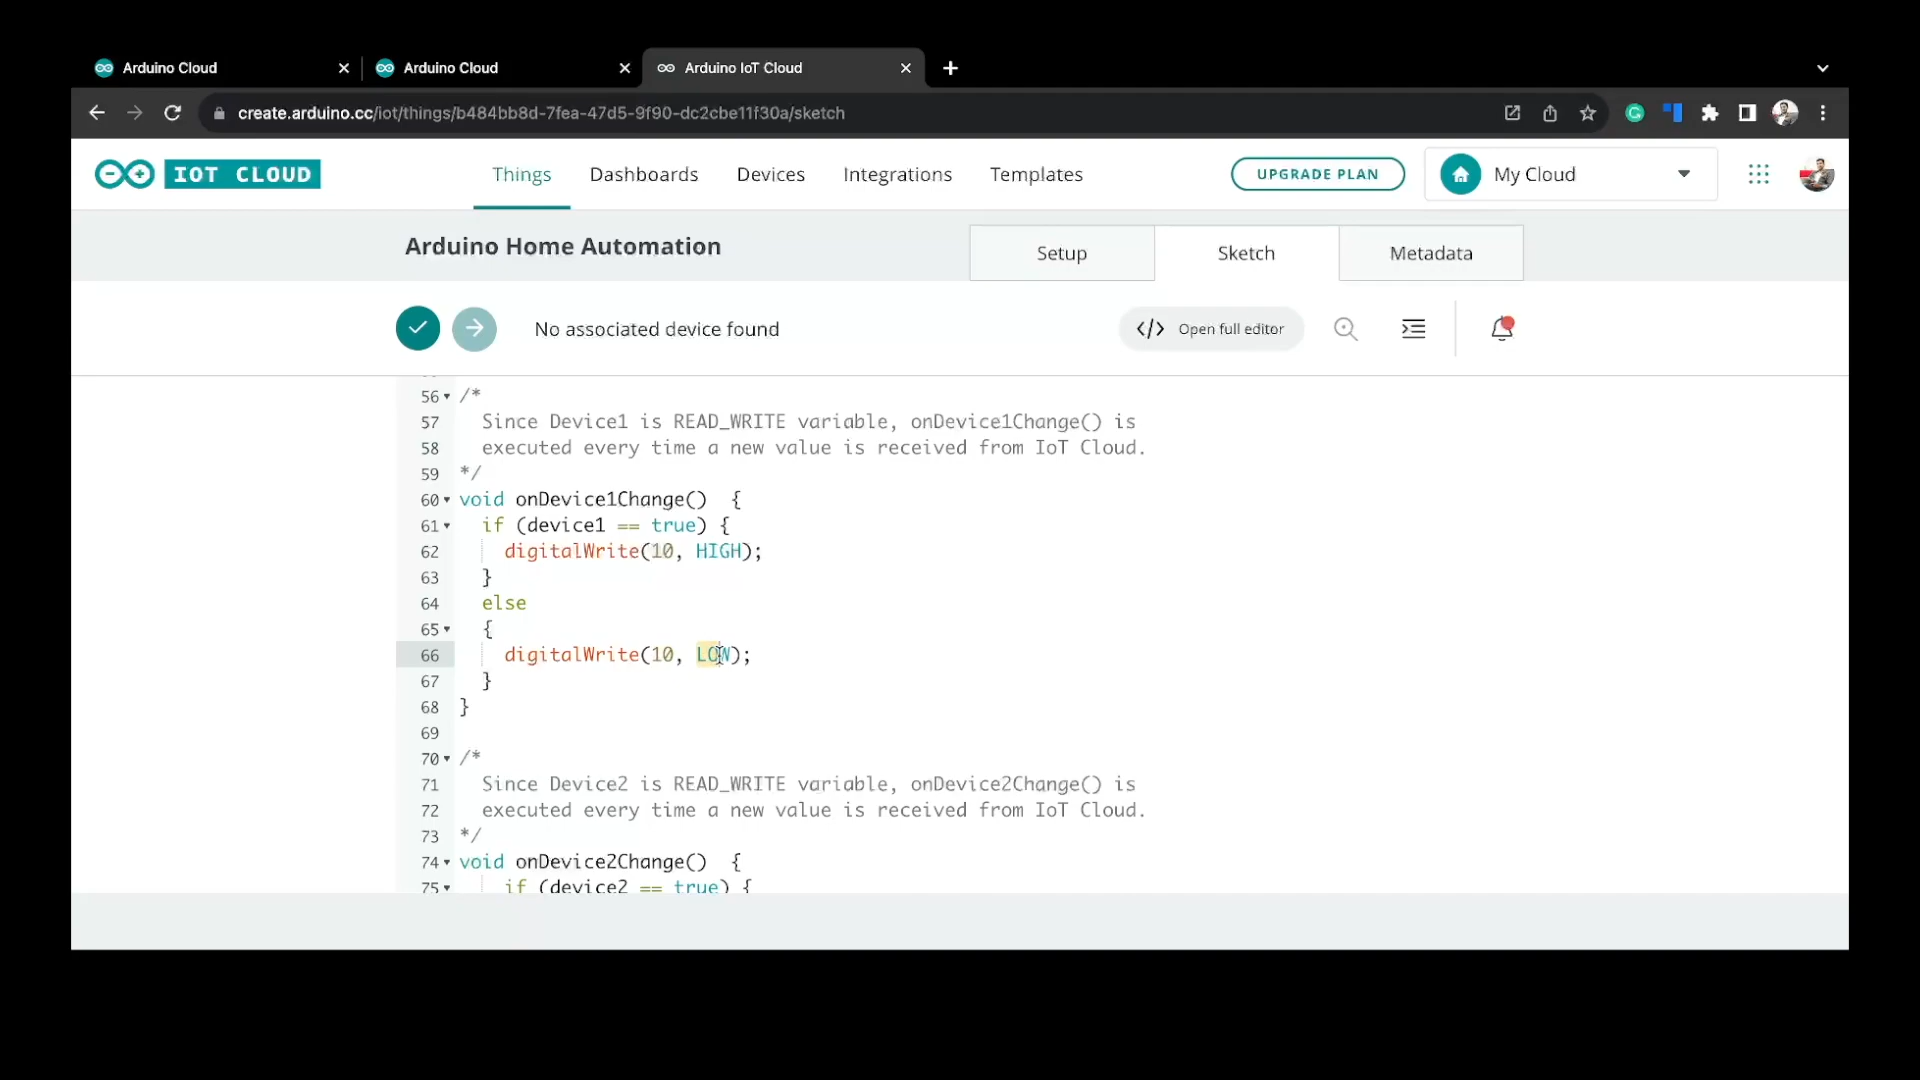 Arduino Cloud
Arduino Cloud
Arduino IoT Cloud
create.arduino.cc/iot/things/b484bb8d-7fea-47d5-9f90-dc2cbe11f30a/sketch
IOT CLOUD
Things
Dashboards
Devices
Integrations
Templates
UPGRADE PLAN
My Cloud
Arduino Home Automation
Setup
Sketch
Metadata
No associated device found
</> Open full editor
56 /*
57 Since Device1 is READ_WRITE variable, onDevice1Change() is
58 executed every time a new value is received from IoT Cloud.
59 */
60 void onDevice1Change()  {
61 if (device1 == true) {
62 digitalWrite(10, HIGH);
63 }
64 else
65 {
66 digitalWrite(10, LOW);
67 }
68 }
69
70 /*
71 Since Device2 is READ_WRITE variable, onDevice2Change() is
72 executed every time a new value is received from IoT Cloud.
73 */
74 void onDevice2Change()  {
75 if (device2 == true) {